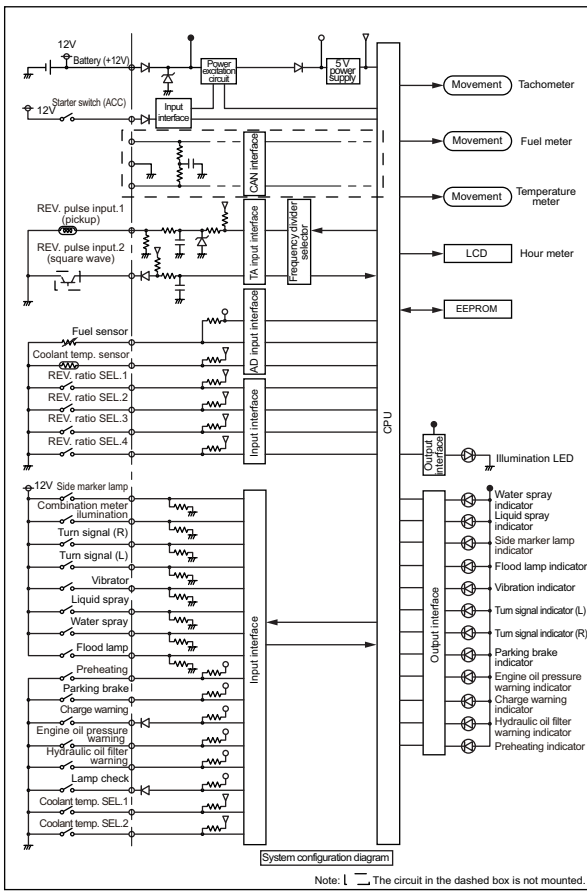 12V
Battery (+12V)
Power
excitation
circuit
5 V
power
supply
12V
Starter switch (ACC)
Input
interface
CAN interface
REV. pulse input.1
(pickup)
REV. pulse input.2
(square wave)
TA input interface
Frequency divider
selector
Fuel sensor
Coolant temp. sensor
AD input interface
REV. ratio SEL.1
REV. ratio SEL.2
REV. ratio SEL.3
REV. ratio SEL.4
Input interface
CPU
Movement
Tachometer
Movement
Fuel meter
Movement
Temperature
meter
LCD
Hour meter
EEPROM
Output
interface
Illumination LED
12V
Side marker lamp
Combination meter
ilumination
Turn signal (R)
Turn signal (L)
Vibrator
Liquid spray
Water spray
Flood lamp
Preheating
Parking brake
Charge warning
Engine oil pressure
warning
Hydraulic oil filter
warning
Lamp check
Coolant temp. SEL.1
Coolant temp. SEL.2
Input interface
Output interface
Water spray
indicator
Liquid spray
indicator
Side marker lamp
indicator
Flood lamp indicator
Vibration indicator
Turn signal indicator (L)
Turn signal indicator (R)
Parking brake
indicator
Engine oil pressure
warning indicator
Charge warning
indicator
Hydraulic oil filter
warning indicator
Preheating indicator
System configuration diagram
Note: The circuit in the dashed box is not mounted.